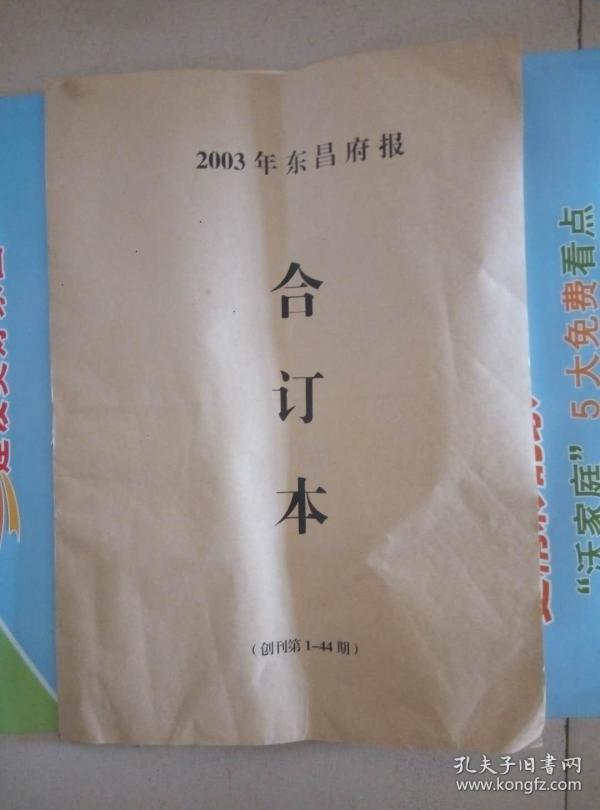 2003年东昌府报
合
订
本
(创刊第1-44期)
5大免费看点
“沃家庭”
孔夫子旧书网
www.kongfz.com